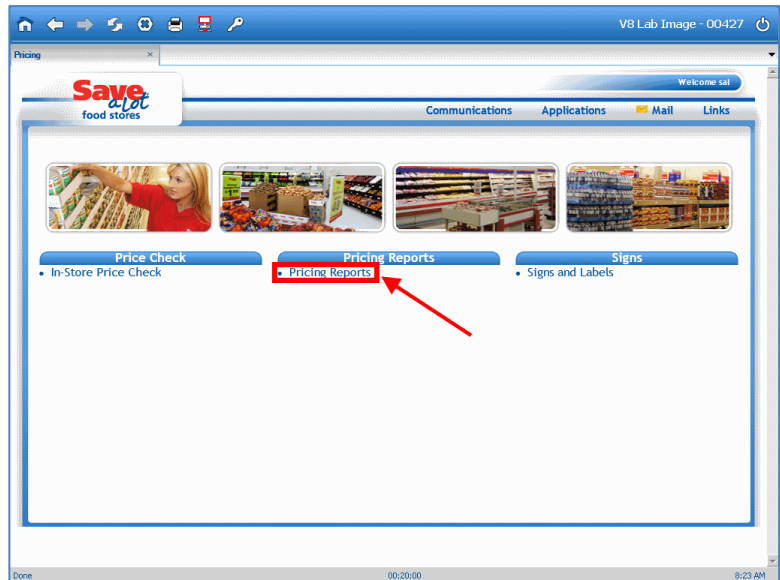 V8 Lab Image - 00427
Pricing
Welcome sal
Save
a lot
food stores
Communications Applications Mail Links
Price Check Pricing Reports Signs
• In-Store Price Check • Pricing Reports • Signs and Labels
Done 00:20:00 8:23 AM